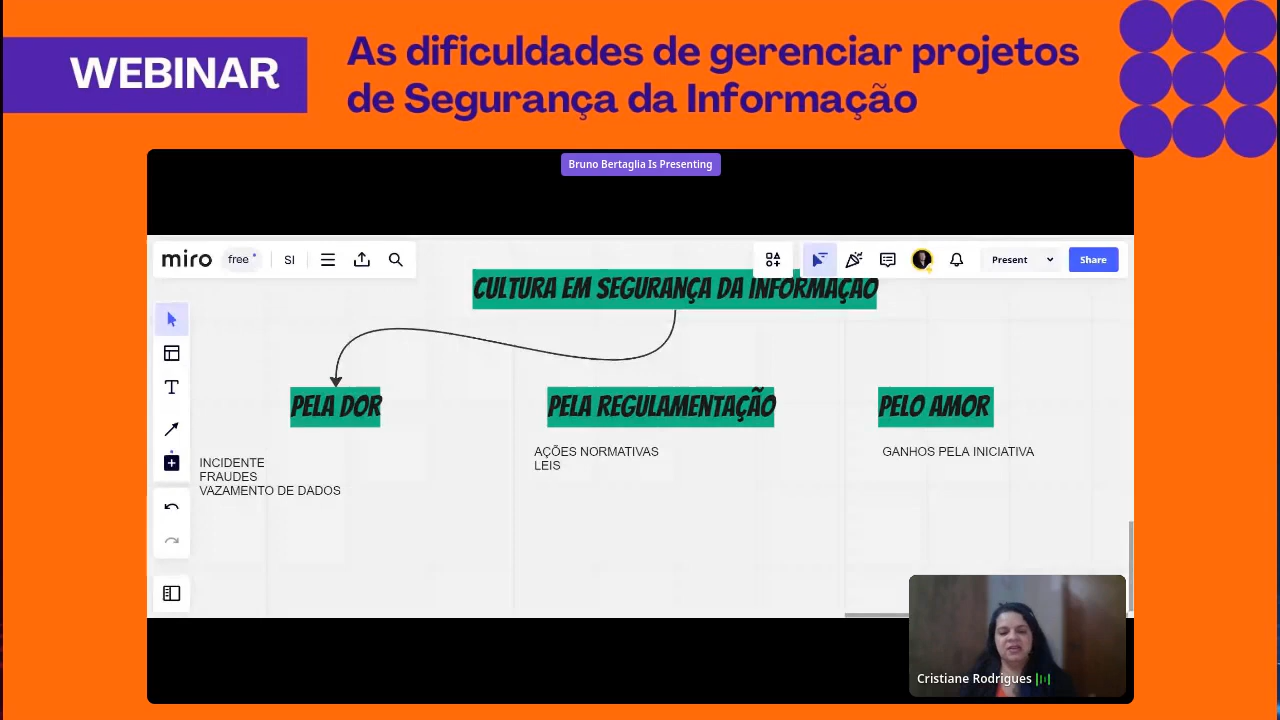 WEBINAR
As dificuldades de gerenciar projetos
de Segurança da Informação
Bruno Bertaglia Is Presenting
miro free SI Present Share
CULTURA EM SEGURANÇA DA INFORMAÇÃO
PELA DOR
PELA REGULAMENTAÇÃO
PELO AMOR
INCIDENTE
FRAUDES
VAZAMENTO DE DADOS
AÇÕES NORMATIVAS
LEIS
GANHOS PELA INICIATIVA
Cristiane Rodrigues